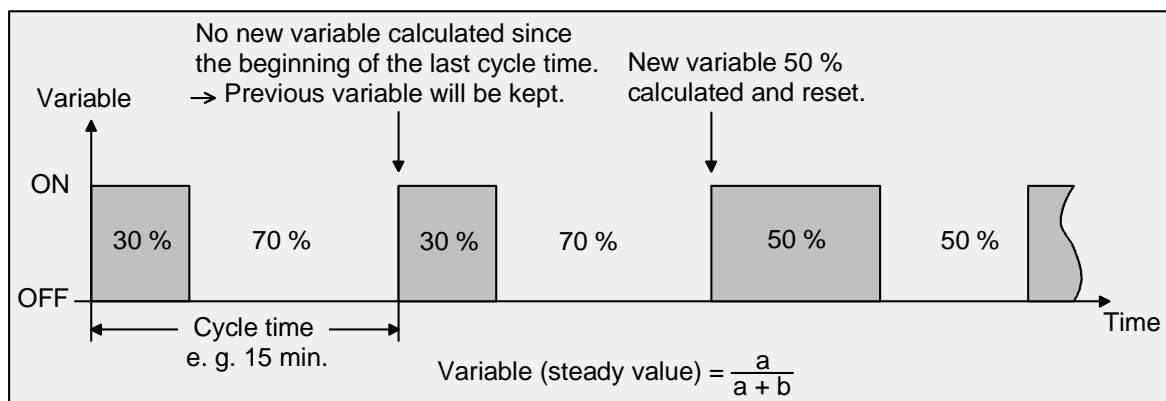 No new variable calculated since
the beginning of the last cycle time.
→ Previous variable will be kept.
New variable 50 %
calculated and reset.
Variable
ON
30 %
70 %
30 %
70 %
50 %
50 %
OFF
Time
Cycle time
e. g. 15 min.
Variable (steady value) = a
a + b